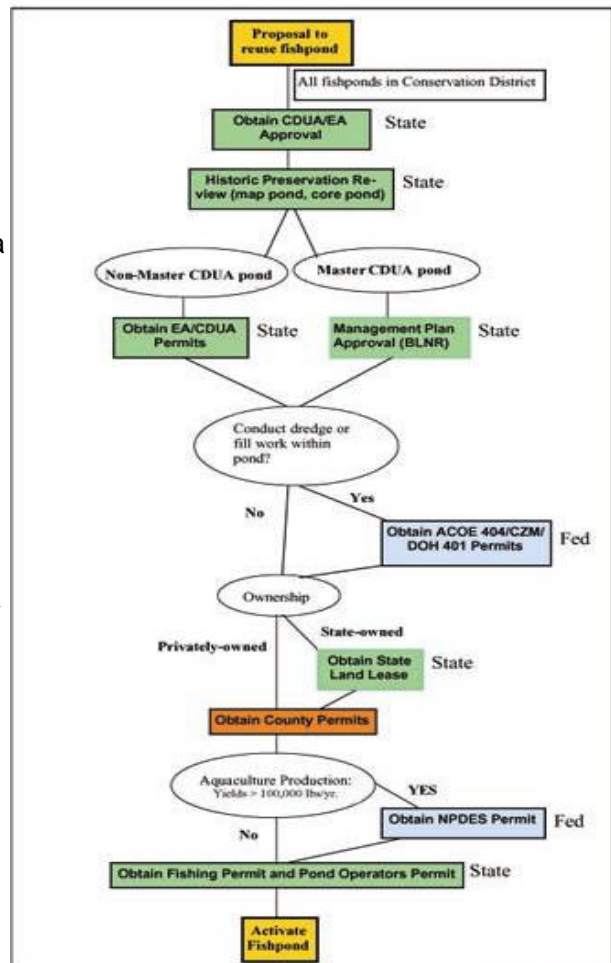 Proposal to
reuse fishpond
All fishponds in Conservation District
Obtain CDUA/EA
Approval
State
Historic Preservation Re-
view (map pond, core pond)
State
a
Non-Master CDUA pond
Master CDUA pond
Obtain EA/CDUA
Permits
State
Management Plan
Approval (BLNR)
State
Conduct dredge or
fill work within
pond?
No
Yes
Obtain ACOE 404/CZM/
DOH 401 Permits
Fed
Ownership
Privately-owned
State-owned
Obtain State
Land Lease
State
Obtain County Permits
Aquaculture Production:
Yields > 100,000 lbs/yr.
YES
No
Obtain NPDES Permit
Fed
Obtain Fishing Permit and Pond Operators Permit
State
Activate
Fishpond